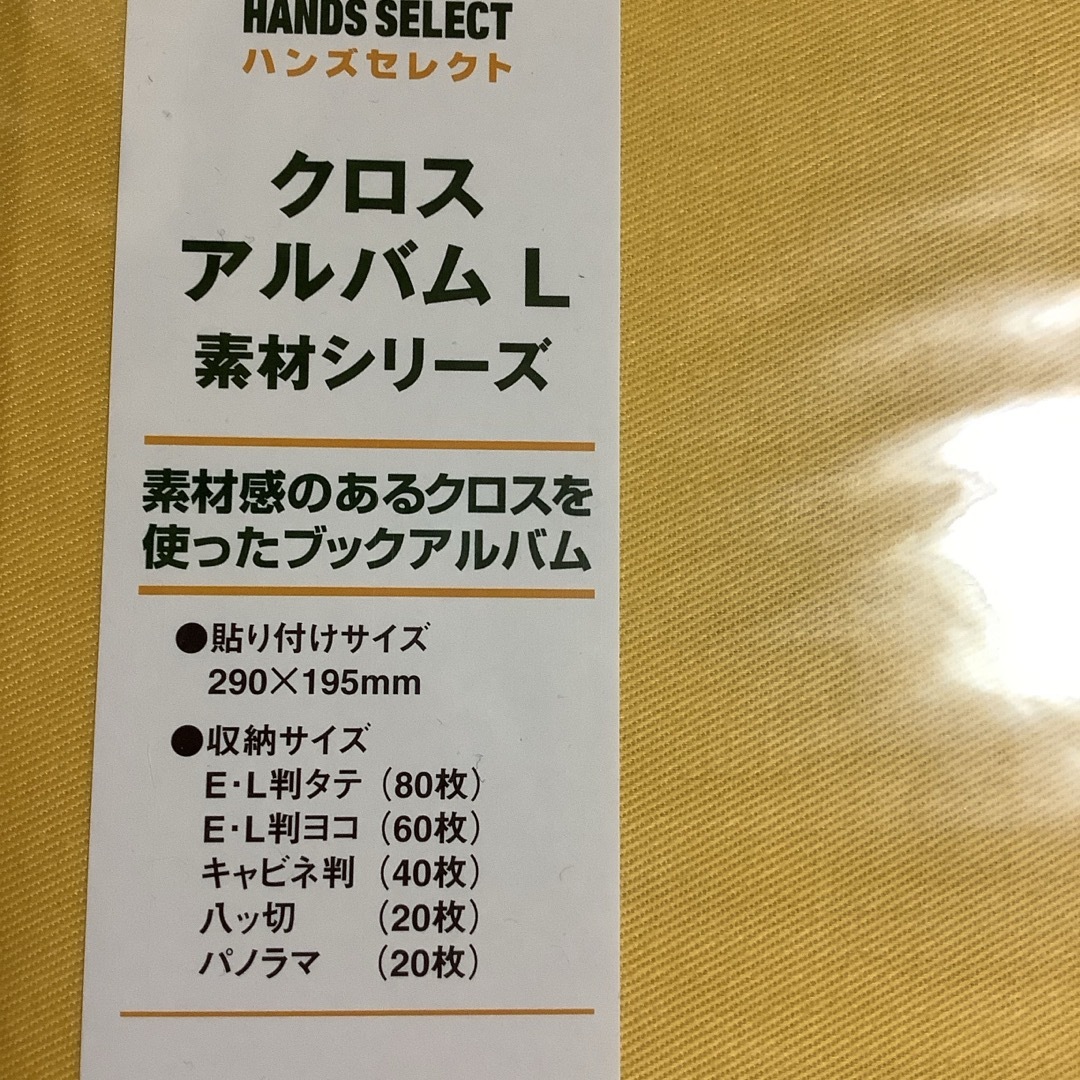 HANDS SELECT
ハンズセレクト
クロス
アルバム L
素材シリーズ
素材感のあるクロスを
使ったブックアルバム
●貼り付けサイズ
290×195mm
●収納サイズ
E・L判タテ（80枚）
E・L判ヨコ（60枚）
キャビネ判（40枚）
八ッ切（20枚）
パノラマ（20枚）